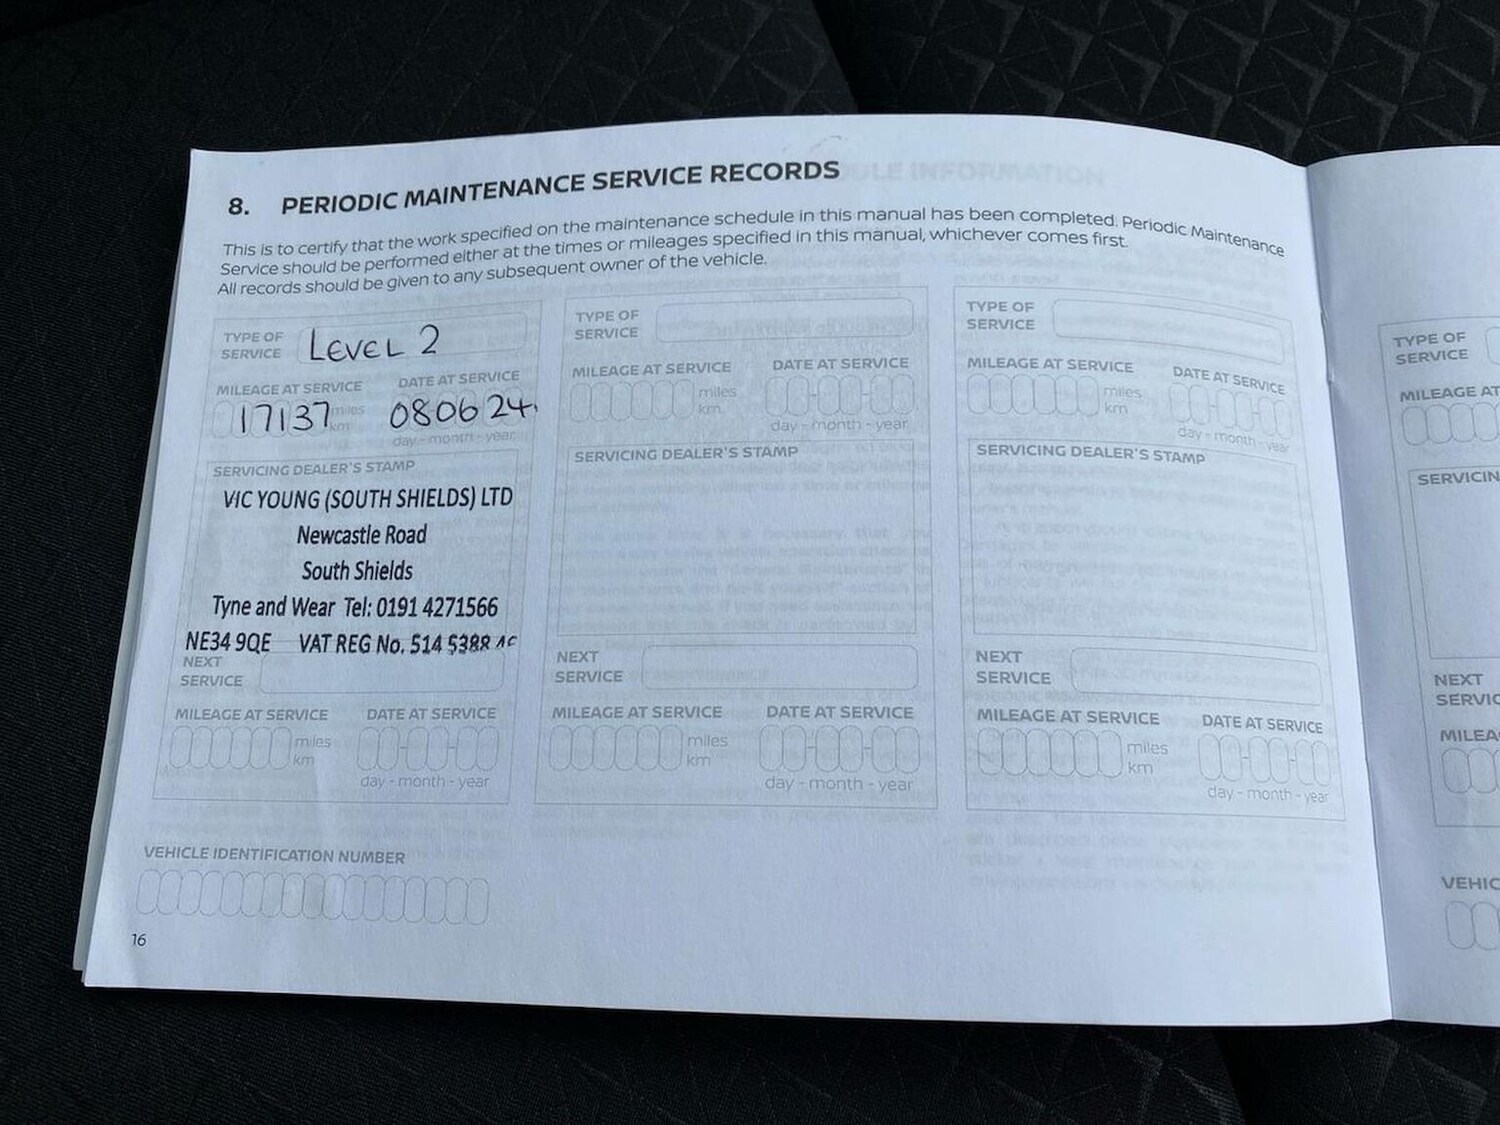 8. PERIODIC MAINTENANCE SERVICE RECORDS
This is to certify that the work specified on the maintenance schedule in this manual has been completed. Periodic Maintenance
Service should be performed either at the times or mileages specified in this manual, whichever comes first.
All records should be given to any subsequent owner of the vehicle.
TYPE OF
SERVICE LEVEL 2
MILEAGE AT SERVICE DATE AT SERVICE
17137 miles 080624
km day - month - year
SERVICING DEALER'S STAMP
VIC YOUNG (SOUTH SHIELDS) LTD
Newcastle Road
South Shields
Tyne and Wear Tel: 0191 4271566
NE34 9QE VAT REG No. 514 5388
NEXT
SERVICE
MILEAGE AT SERVICE DATE AT SERVICE
miles
km
day - month - year
TYPE OF
SERVICE
MILEAGE AT SERVICE DATE AT SERVICE
miles
km
day - month - year
SERVICING DEALER'S STAMP
NEXT
SERVICE
MILEAGE AT SERVICE DATE AT SERVICE
miles
km
day - month - year
TYPE OF
SERVICE
MILEAGE AT SERVICE DATE AT SERVICE
miles
km
day - month - year
SERVICING DEALER'S STAMP
NEXT
SERVICE
MILEAGE AT SERVICE DATE AT SERVICE
miles
km
day - month - year
VEHICLE IDENTIFICATION NUMBER
16
TYPE OF
SERVICE
MILEAGE AT
SERVICIN
NEXT
SERVIC
MILEA
VEHIC